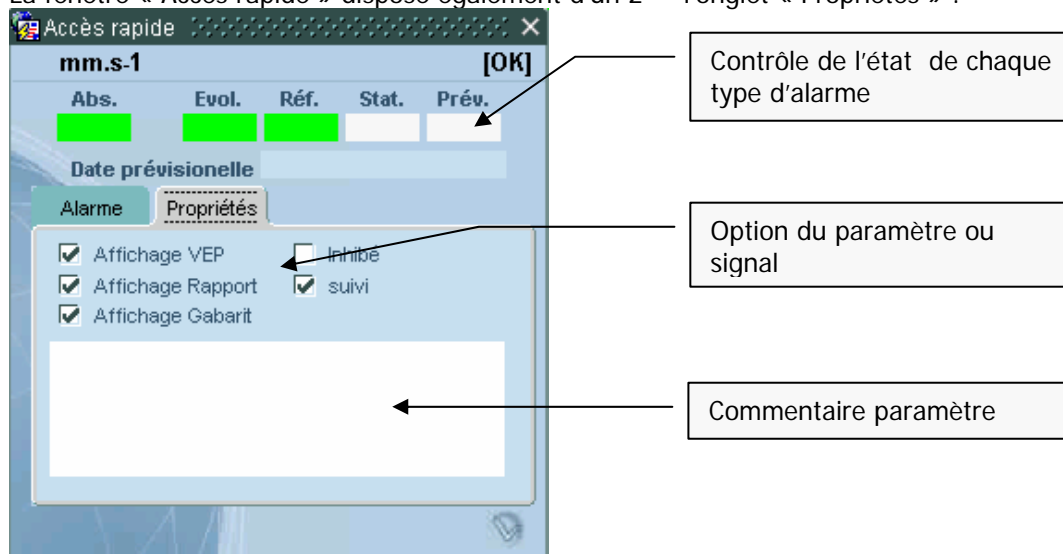 La fenêtre « Accès rapide » dispose également d'un 2 l'onglet « Propriétés » :
Accès rapide
mm.s-1 [OK]
Abs. Evol. Réf. Stat. Prév.
Date prévisionelle
Alarme Propriétés
Affichage VEP Inhibé
Affichage Rapport suivi
Affichage Gabarit
Contrôle de l'état de chaque
type d'alarme
Option du paramètre ou
signal
Commentaire paramètre